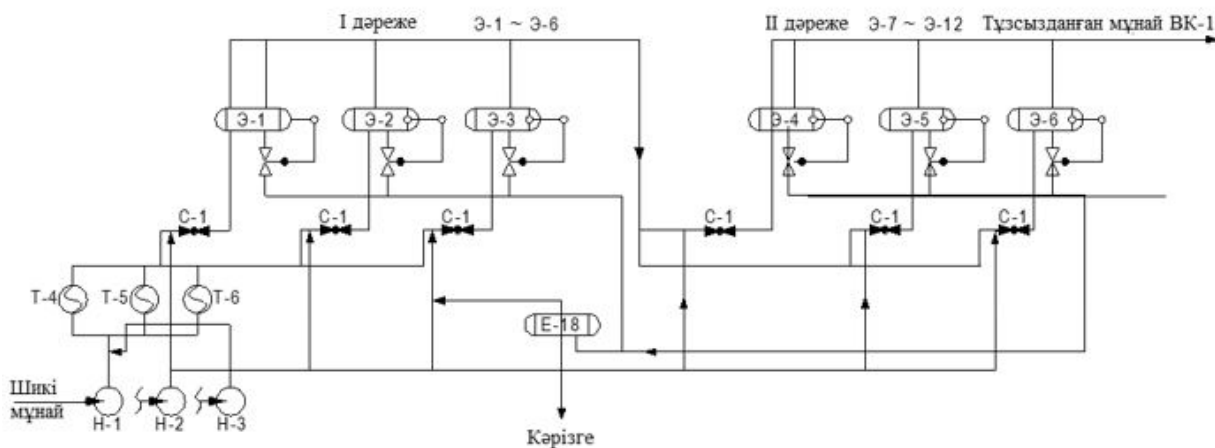 І дәреже Э-1 ~ Э-6 ІІ дәреже Э-7 ~ Э-12 Тұзсызданған мұнай ВК-1
Э-1 Э-2 Э-3 Э-4 Э-5 Э-6
С-1 С-1 С-1 С-1 С-1 С-1
Т-4 Т-5 Т-6
Е-18
Шикі
мұнай
Н-1 Н-2 Н-3
Кәрізге